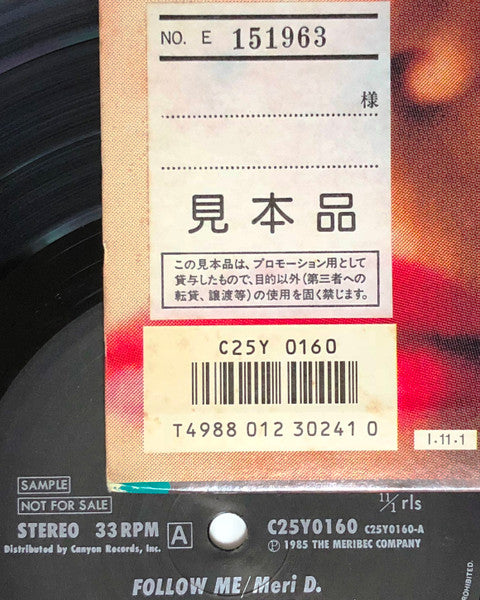 NO. E 151963
様
見本品
この見本品は、プロモーション用として
貸与したもので、目的以外(第三者への
転貸、譲渡等)の使用を固く禁じます。
C25Y 0160
T4988 012 30241 0
I・11・1
SAMPLE
NOT FOR SALE
11/1 rls
STEREO 33RPM A C25Y0160 C25Y0160-A
Distributed by Canyon Records, Inc. Ⓟ 1985 THE MERIBEC COMPANY
FOLLOW ME/Meri D.
PROHIBITED.